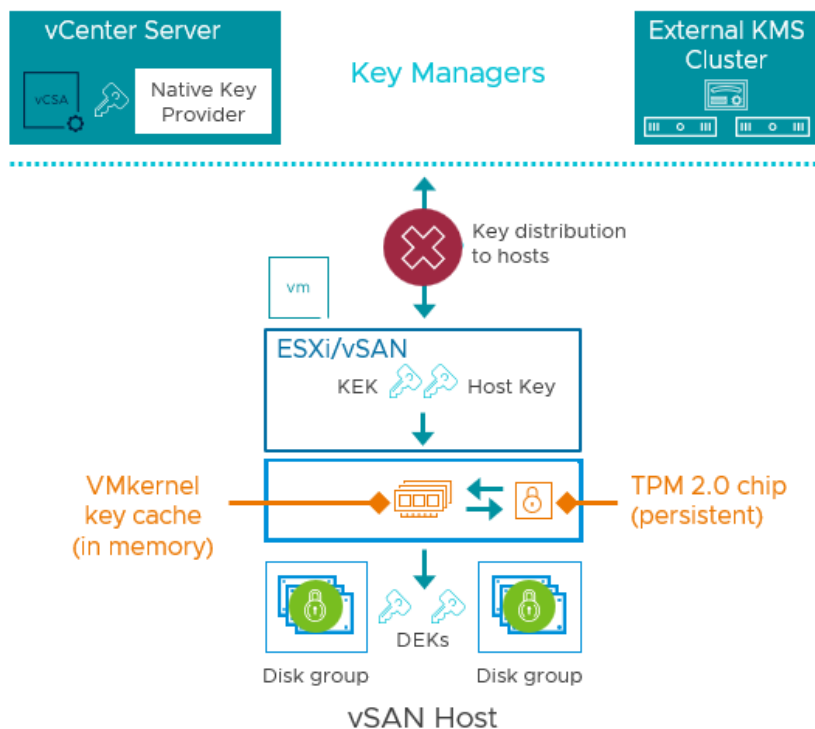 vCenter Server
vCSA
Native Key
Provider
Key Managers
External KMS
Cluster
Key distribution
to hosts
vm
ESXi/vSAN
KEK
Host Key
VMkernel
key cache
(in memory)
TPM 2.0 chip
(persistent)
DEKs
Disk group
Disk group
vSAN Host